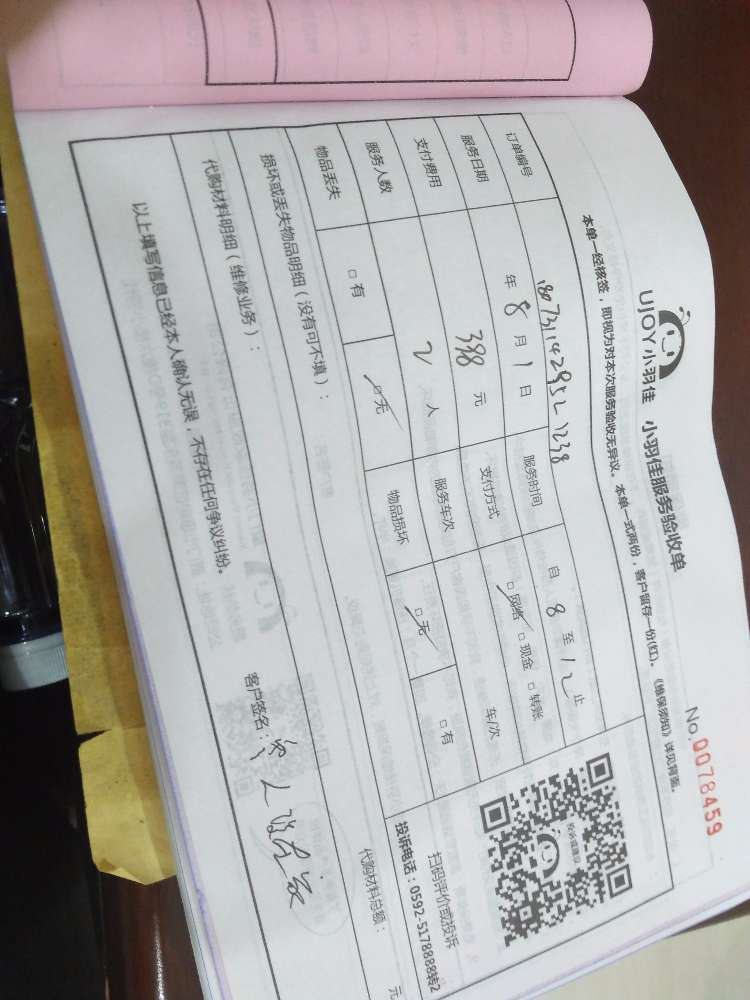 UJOY小羽佳 小羽佳服务验收单
No.0078459
本单一经核签，即视为对本次服务验收无异议。本单一式两份，客户留存一份(红)。《维保须知》详见背面。
订单编号
服务日期 年 8 月 1 日 服务时间 自 8 至 12 止
支付费用 398 元 支付方式 □网络 □现金 □转账
服务人数 2 人 服务车次 车/次
物品丢失 □有 □无 物品损坏 □无 □有
扫码评价或投诉
投诉电话：0592-5178888转2
损坏或丢失物品明细（没有可不填）：
代购材料明细（维修业务）：
代购材料总额： 元
以上填写信息已经本人确认无误，不存在任何争议纠纷。
客户签名：